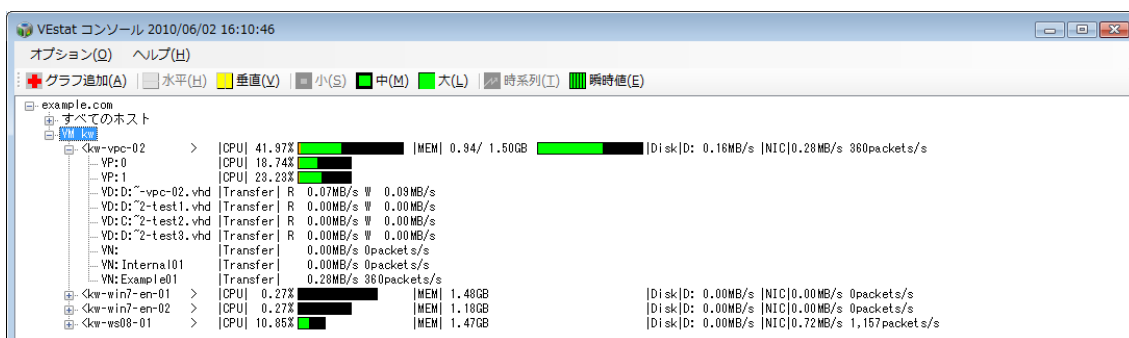 VEstat コンソール 2010/06/02 16:10:46
オプション(O) ヘルプ(H)
グラフ追加(A) 水平(H) 垂直(V) 小(S) 中(M) 大(L) 時系列(T) 瞬時値(E)
example.com
すべてのホスト
VM_kw
<kw-vpc-02 > |CPU| 41.97% |MEM| 0.94/ 1.50GB |Disk|D: 0.16MB/s |NIC|0.28MB/s 360packets/s
VP:0 |CPU| 18.74%
VP:1 |CPU| 23.23%
VD:D:~-vpc-02.vhd |Transfer| R 0.07MB/s W 0.09MB/s
VD:D:~2-test1.vhd |Transfer| R 0.00MB/s W 0.00MB/s
VD:C:~2-test2.vhd |Transfer| R 0.00MB/s W 0.00MB/s
VD:D:~2-test3.vhd |Transfer| R 0.00MB/s W 0.00MB/s
VN: |Transfer| 0.00MB/s 0packets/s
VN:Internal01 |Transfer| 0.00MB/s 0packets/s
VN:Example01 |Transfer| 0.28MB/s 360packets/s
<kw-win7-en-01 > |CPU| 0.27% |MEM| 1.48GB |Disk|D: 0.00MB/s |NIC|0.00MB/s 0packets/s
<kw-win7-en-02 > |CPU| 0.27% |MEM| 1.18GB |Disk|D: 0.00MB/s |NIC|0.00MB/s 0packets/s
<kw-ws08-01 > |CPU| 10.85% |MEM| 1.47GB |Disk|D: 0.00MB/s |NIC|0.72MB/s 1,157packets/s